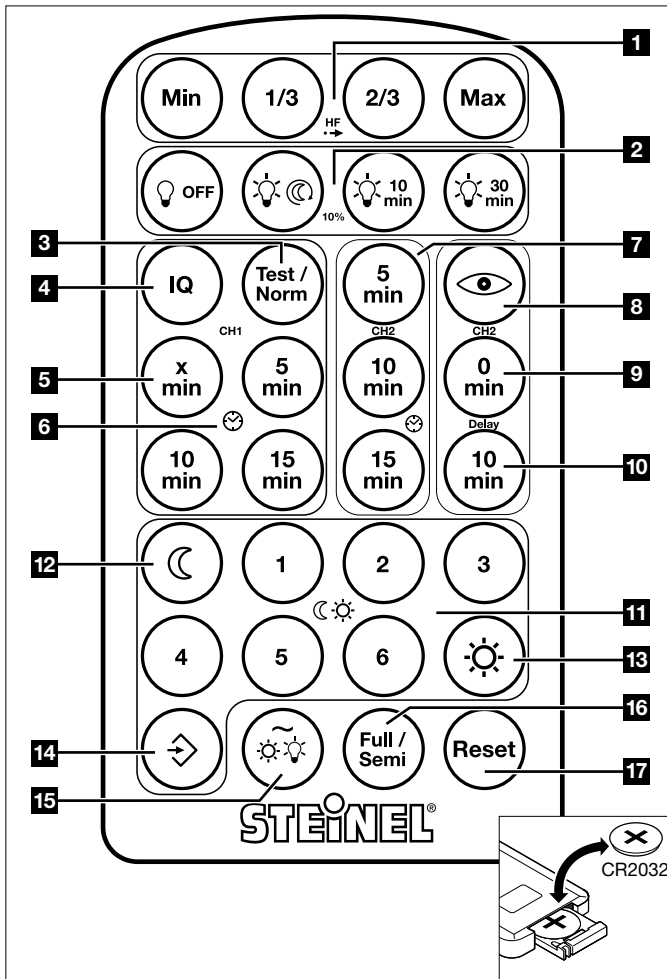 1
Min 1/3 2/3 Max
HF
2
OFF 10 min 30 min
10%
3
4
IQ Test / Norm
5 min
7
8
CH1 CH2 CH2
5
x min 5 min 10 min 0 min
9
6
Delay
10 min 15 min 15 min 10 min
10
12
1 2 3
11
4 5 6
13
14
15
Full / Semi
16
Reset
17
STEINEL®
CR2032